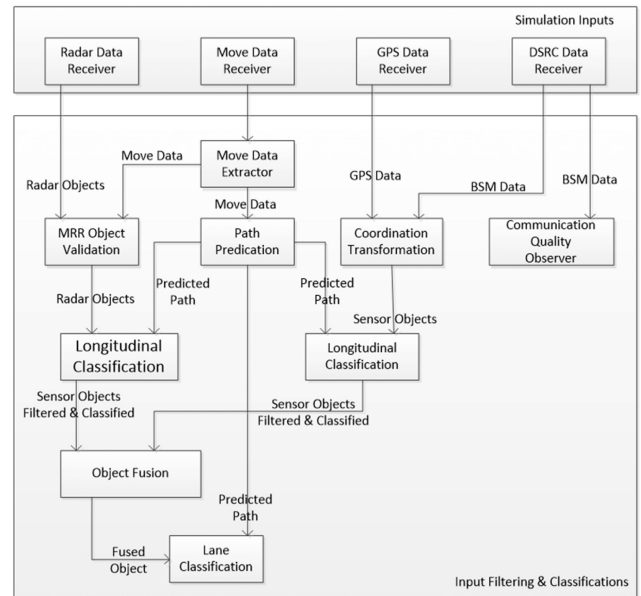 Simulation Inputs
Radar Data
Receiver
Move Data
Receiver
GPS Data
Receiver
DSRC Data
Receiver
Move Data
Extractor
Move Data
Radar Objects
Move Data
GPS Data
BSM Data
BSM Data
MRR Object
Validation
Path
Predication
Coordination
Transformation
Communication
Quality
Observer
Radar Objects
Predicted
Path
Predicted
Path
Sensor Objects
Longitudinal
Classification
Longitudinal
Classification
Sensor Objects
Filtered & Classified
Sensor Objects
Filtered & Classified
Object Fusion
Predicted
Path
Fused
Object
Lane
Classification
Input Filtering & Classifications